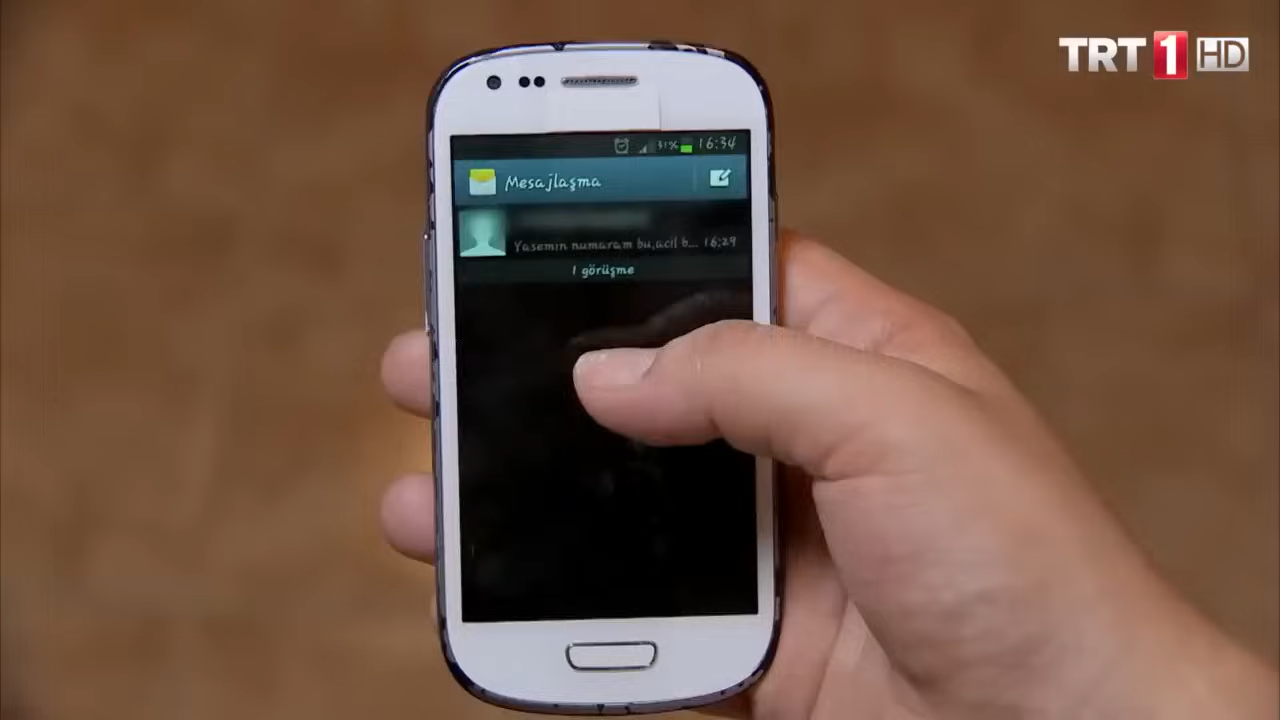 TRT 1 HD
31% 16:34
Mesajlaşma
Yasemin numaram bu,acil b... 16:29
1 görüşme